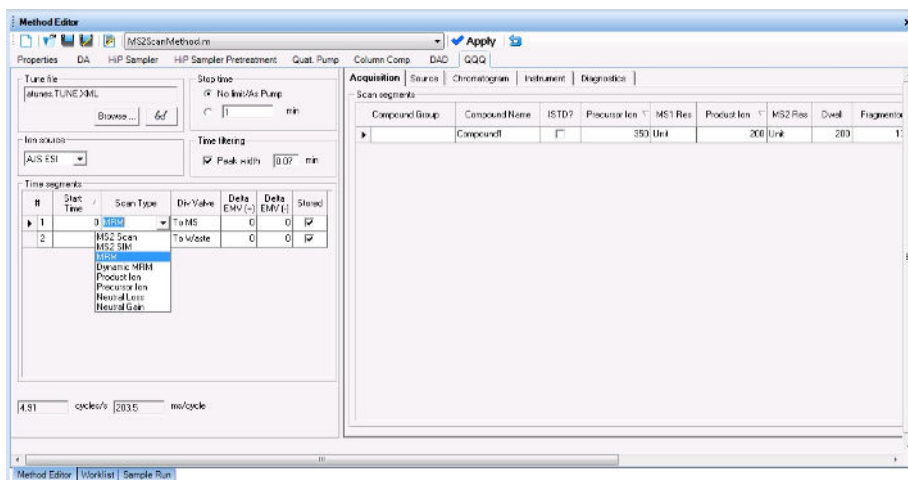 Method Editor
MS2ScanMethod.m
Apply
Properties DA HiP Sampler HiP Sampler Pretreatment Quat. Pump Column Comp. DAD QQQ
Tune file
atunes.TUNE.XML
Browse ...
Stop time
No limit/As Pump
1 min
Ion source
AJS ESI
Time filtering
Peak width 0.07 min
Time segments
# Start Time Scan Type Div Valve Delta EMV (+) Delta EMV (-) Stored
1 0 MRM To MS 0 0
2 To Waste 0 0
MS2 Scan
MS2 SIM
MRM
Dynamic MRM
Product Ion
Precursor Ion
Neutral Loss
Neutral Gain
4.91 cycles/s 203.5 ms/cycle
Acquisition Source Chromatogram Instrument Diagnostics
Scan segments
Compound Group Compound Name ISTD? Precursor Ion MS1 Res Product Ion MS2 Res Dwell Fragmentor
Compound1 350 Unit 200 Unit 200
Method Editor Worklist Sample Run